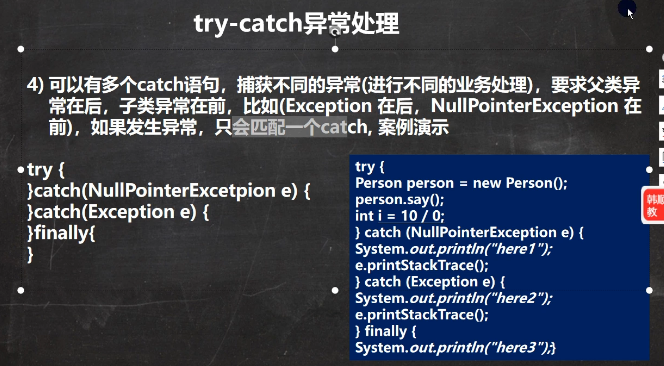 try-catch异常处理
4) 可以有多个catch语句，捕获不同的异常(进行不同的业务处理)，要求父类异
常在后，子类异常在前，比如(Exception 在后，NullPointerException 在
前)，如果发生异常，只会匹配一个catch, 案例演示
try {
}catch(NullPointerExcetpion e) {
}catch(Exception e) {
}finally{
}
try {
Person person = new Person();
person.say();
int i = 10 / 0;
} catch (NullPointerException e) {
System.out.println("here1");
e.printStackTrace();
} catch (Exception e) {
System.out.println("here2");
e.printStackTrace();
} finally {
System.out.println("here3");}
韩顺
教